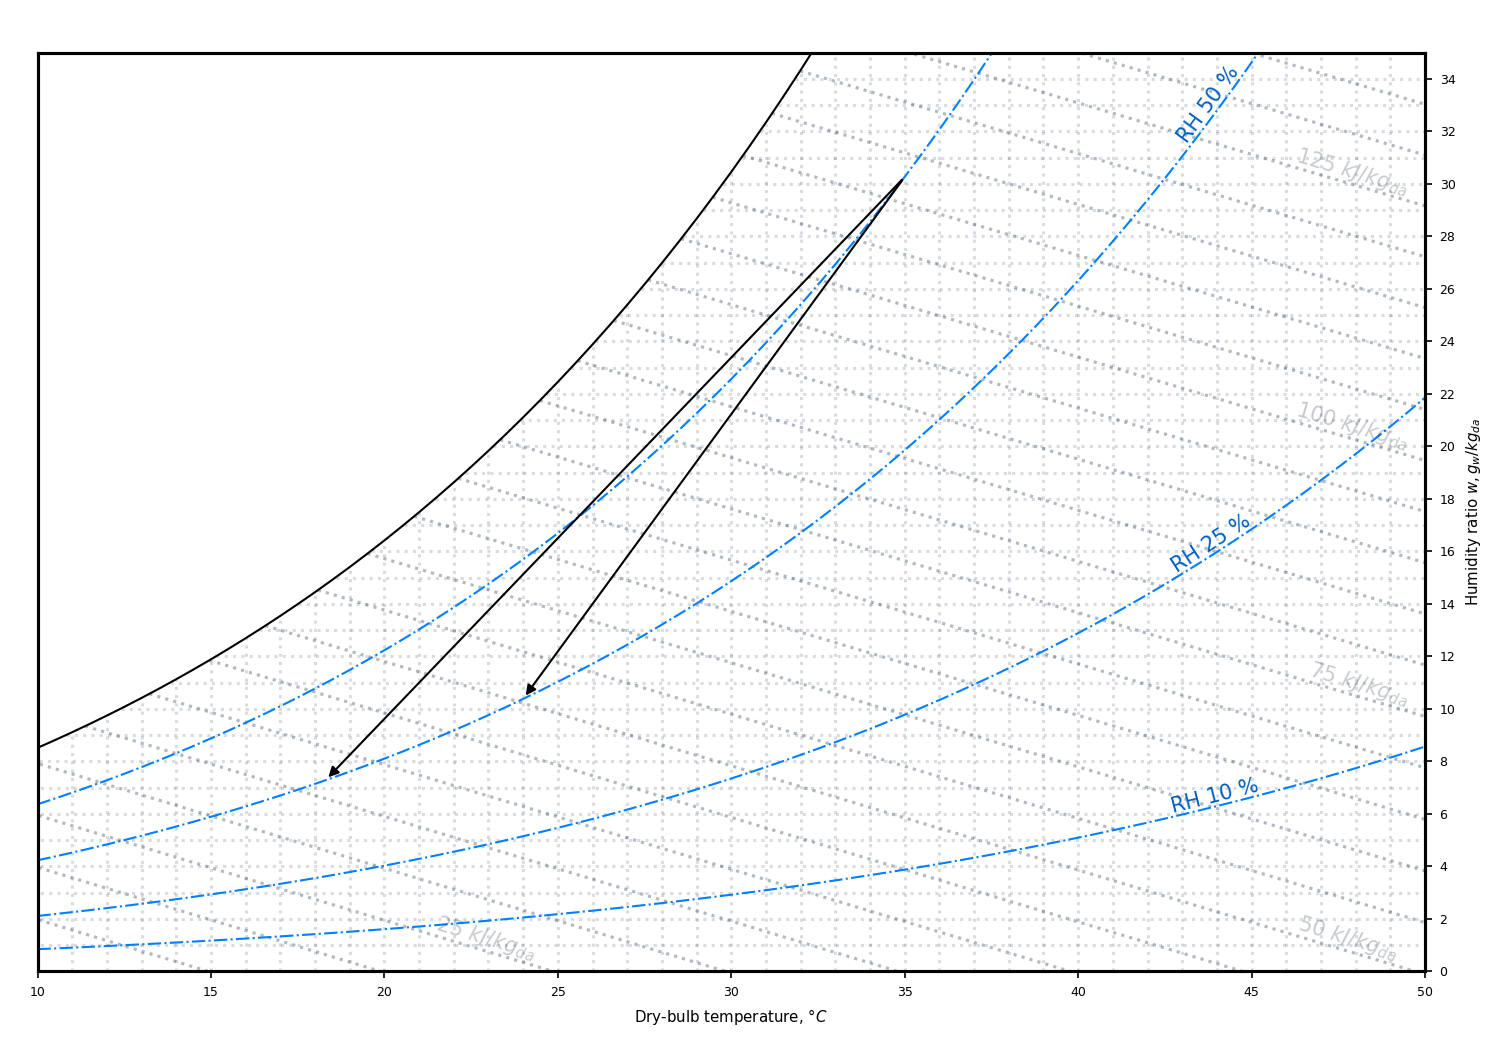 34
32
30
28
26
24
22
20
18
16
14
12
10
8
6
4
2
0
Humidity ratio w, g_w/kg_da
RH 50 %
RH 25 %
RH 10 %
125 kJ/kg_da
100 kJ/kg_da
75 kJ/kg_da
50 kJ/kg_da
25 kJ/kg_da
10 15 20 25 30 35 40 45 50
Dry-bulb temperature, °C